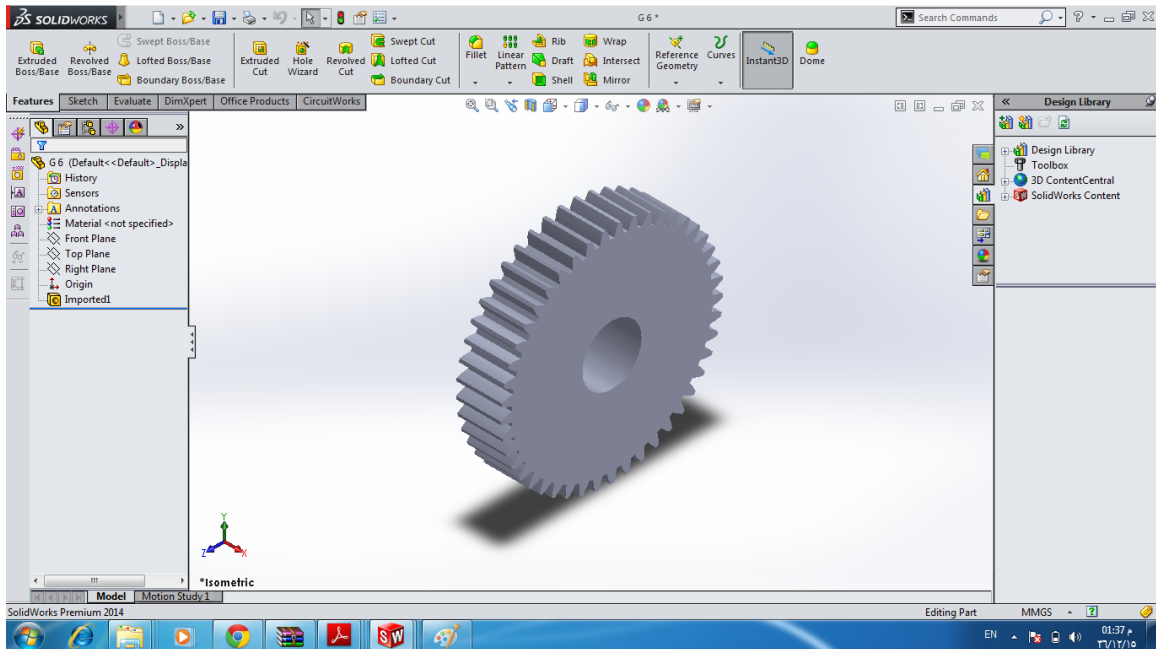 SOLIDWORKS
G 6 *
Search Commands
Extruded Boss/Base
Revolved Boss/Base
Swept Boss/Base
Lofted Boss/Base
Boundary Boss/Base
Extruded Cut
Hole Wizard
Revolved Cut
Swept Cut
Lofted Cut
Boundary Cut
Fillet
Linear Pattern
Rib
Draft
Shell
Wrap
Intersect
Mirror
Reference Geometry
Curves
Instant3D
Dome
Features Sketch Evaluate DimXpert Office Products CircuitWorks
Design Library
G 6 (Default<<Default>_Displa
History
Sensors
Annotations
Material <not specified>
Front Plane
Top Plane
Right Plane
Origin
Imported1
Design Library
Toolbox
3D ContentCentral
SolidWorks Content
Y
Z
X
*Isometric
Model Motion Study 1
SolidWorks Premium 2014
Editing Part
MMGS
EN
01:37 م
٣٦/١٢/١٥